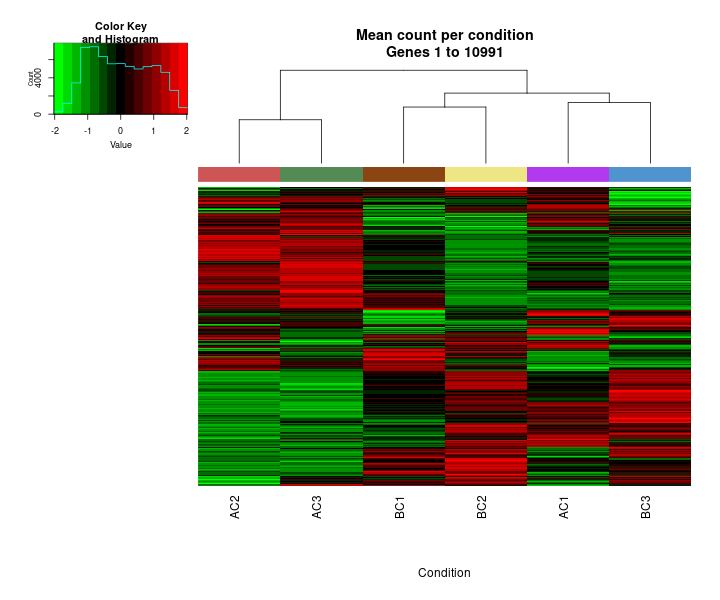 Color Key
and Histogram
Count
0
4000
-2
-1
0
1
2
Value
Mean count per condition
Genes 1 to 10991
AC2
AC3
BC1
BC2
AC1
BC3
Condition